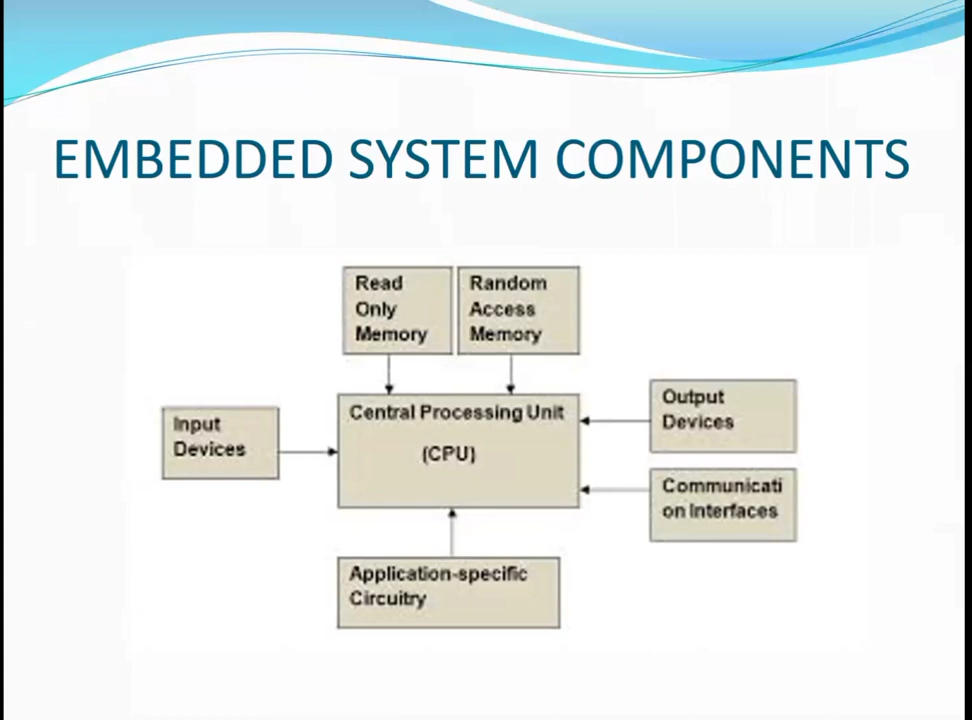 EMBEDDED SYSTEM COMPONENTS
Read
Only
Memory
Random
Access
Memory
Input
Devices
Central Processing Unit
(CPU)
Output
Devices
Communicati
on Interfaces
Application-specific
Circuitry